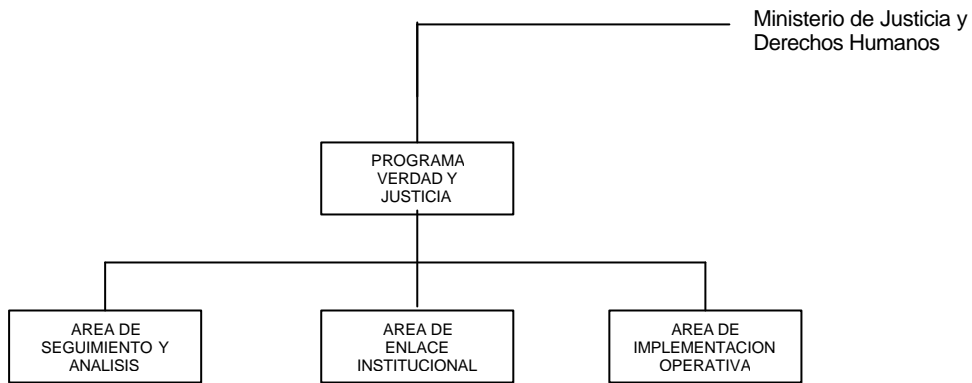 Ministerio de Justicia y
Derechos Humanos
PROGRAMA
VERDAD Y
JUSTICIA
AREA DE
SEGUIMIENTO Y
ANALISIS
AREA DE
ENLACE
INSTITUCIONAL
AREA DE
IMPLEMENTACION
OPERATIVA